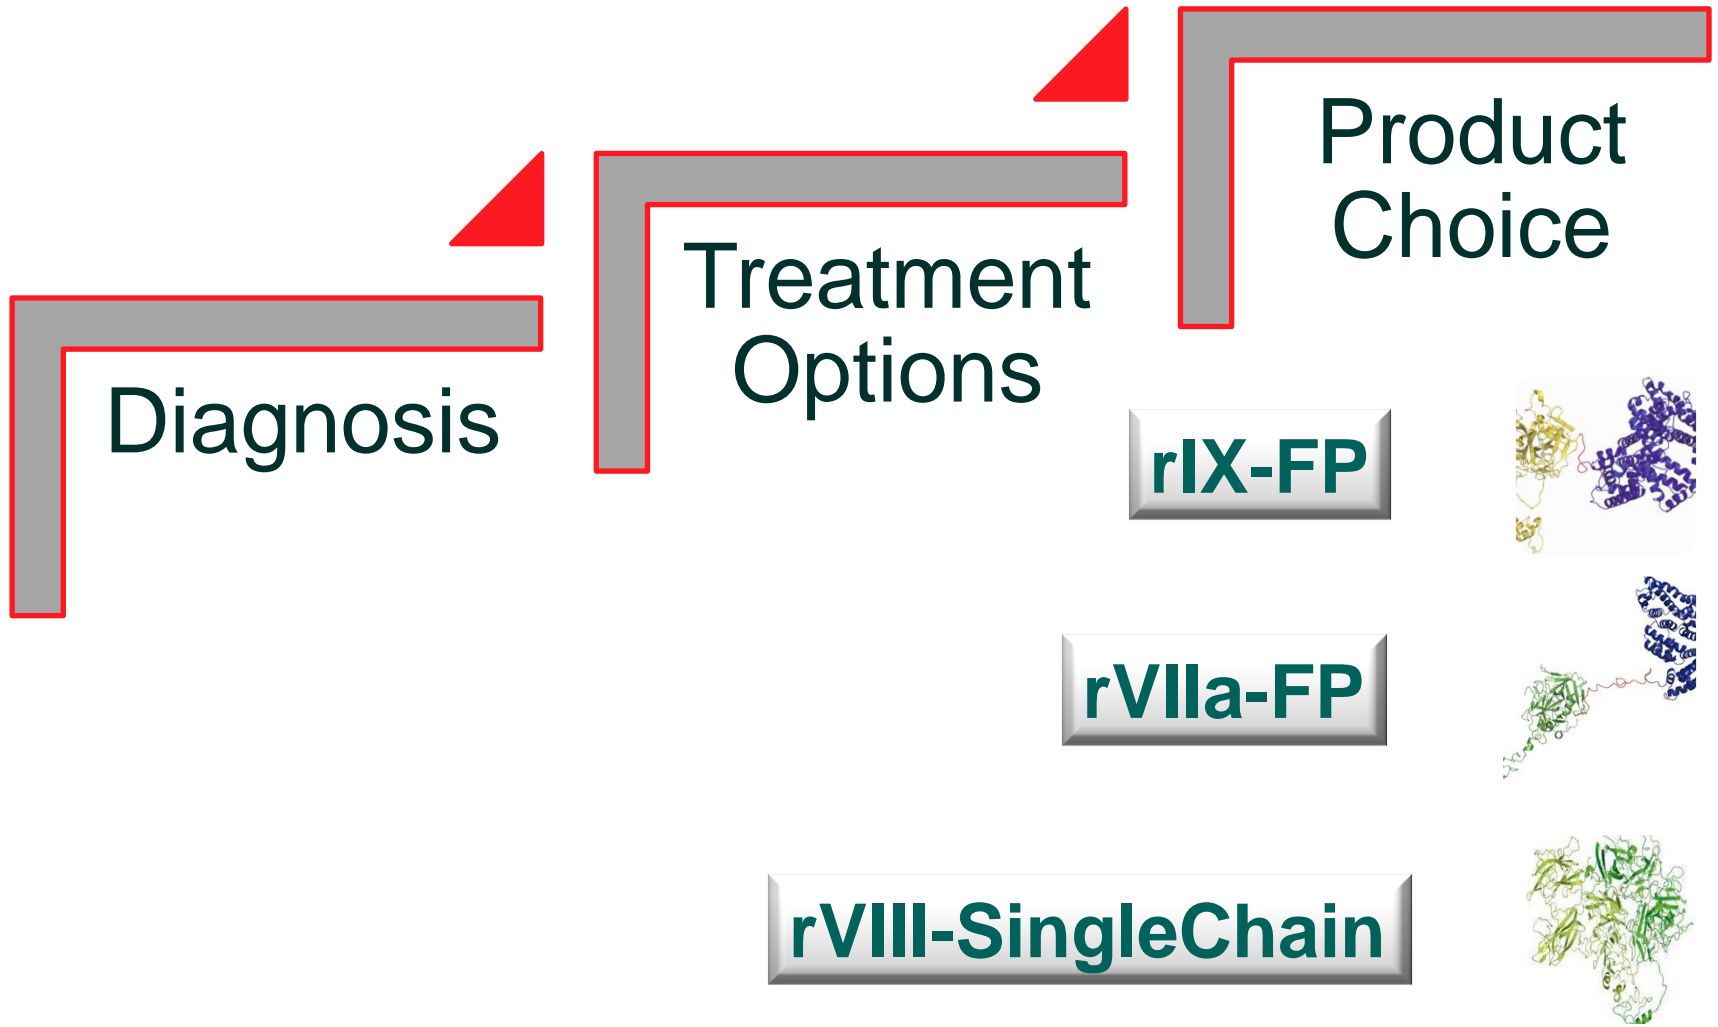 Diagnosis
Treatment
Options
Product
Choice
rIX-FP
rVIIa-FP
rVIII-SingleChain